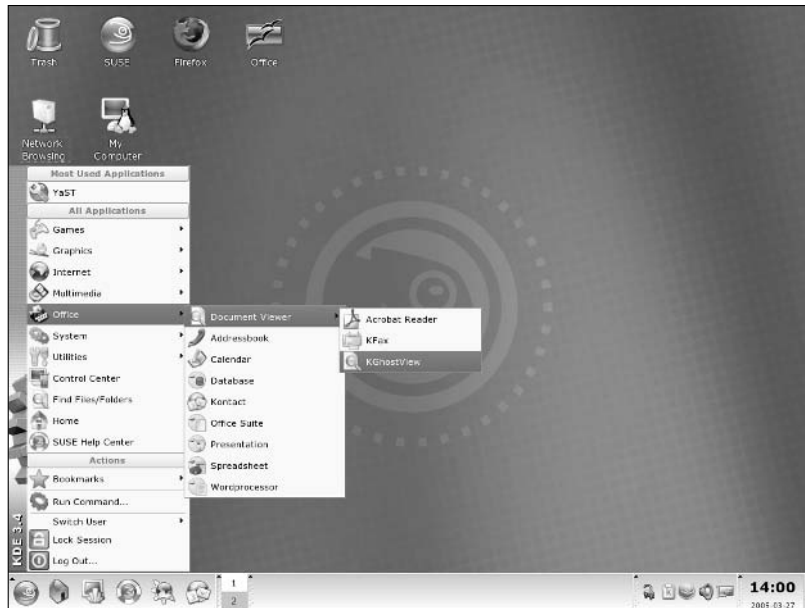 Trash
SUSE
Firefox
Office
Network Browsing
My Computer
Most Used Applications
YaST
All Applications
Games
Graphics
Internet
Multimedia
Office
System
Utilities
Control Center
Find Files/Folders
Home
SUSE Help Center
Actions
Bookmarks
Run Command...
Switch User
Lock Session
Log Out...
KDE 3.4
Document Viewer
Addressbook
Calendar
Database
Kontact
Office Suite
Presentation
Spreadsheet
Wordprocessor
Acrobat Reader
KFax
KGhostView
1
2
14:00
2005-03-27